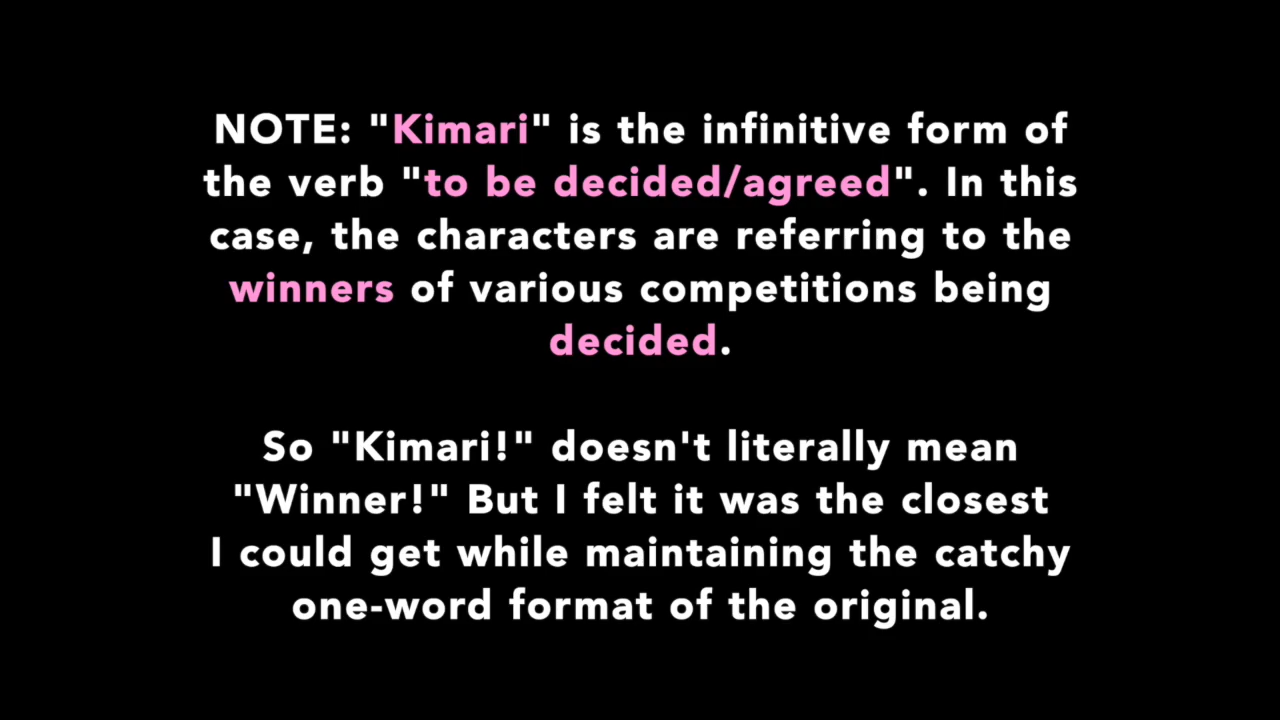 NOTE: "Kimari" is the infinitive form of
the verb "to be decided/agreed". In this
case, the characters are referring to the
winners of various competitions being
decided.
So "Kimari!" doesn't literally mean
"Winner!" But I felt it was the closest
I could get while maintaining the catchy
one-word format of the original.